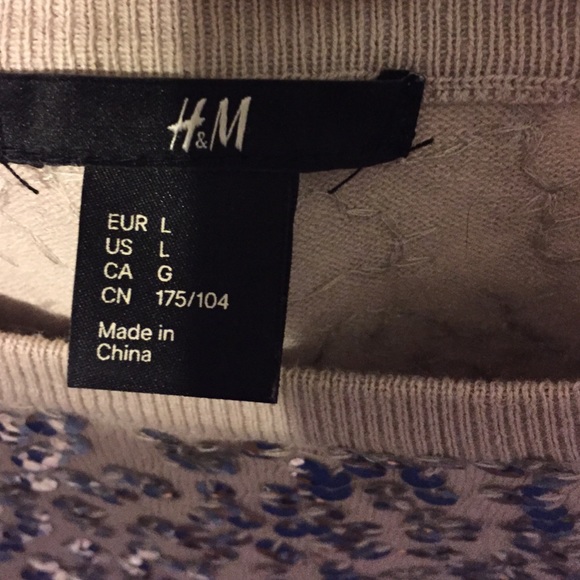 H&M
EUR L
US L
CA G
CN 175/104
Made in
China